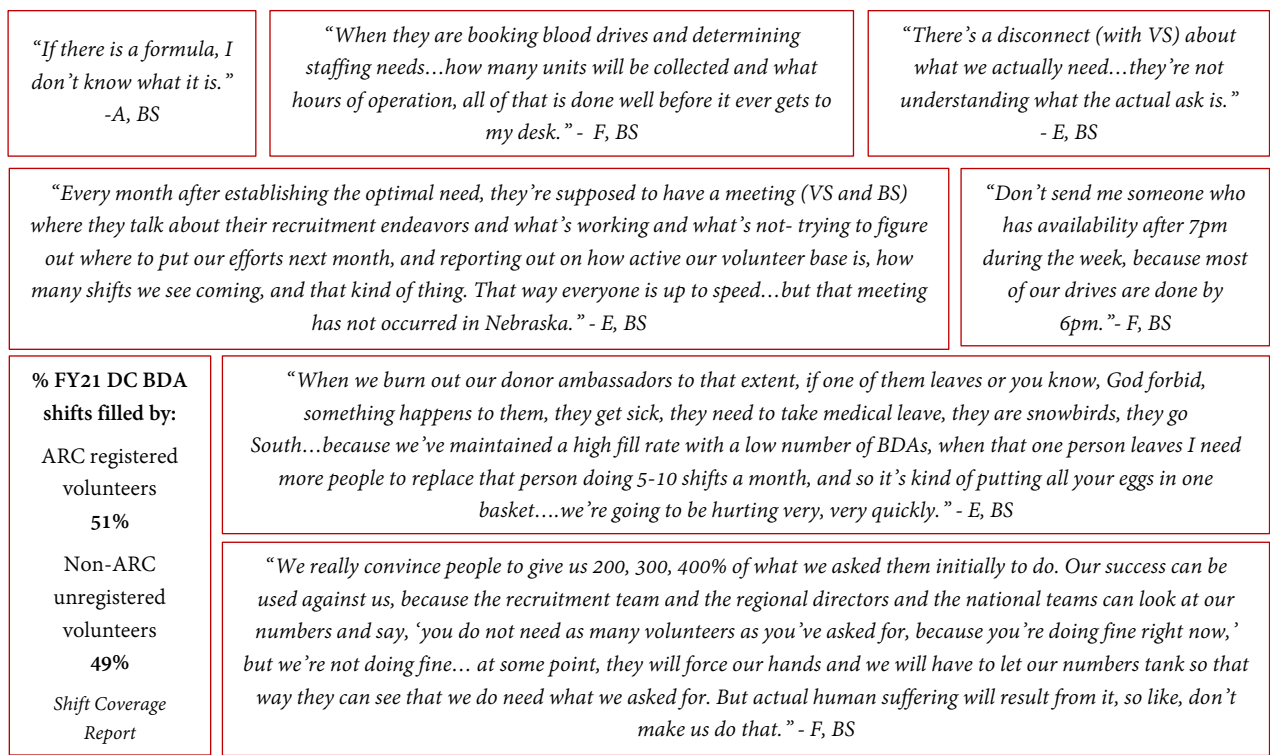 “If there is a formula, I
don’t know what it is.”
-A, BS
“When they are booking blood drives and determining
staffing needs…how many units will be collected and what
hours of operation, all of that is done well before it ever gets to
my desk.” - F, BS
“There’s a disconnect (with VS) about
what we actually need…they’re not
understanding what the actual ask is.”
- E, BS
“Every month after establishing the optimal need, they’re supposed to have a meeting (VS and BS)
where they talk about their recruitment endeavors and what’s working and what’s not- trying to figure
out where to put our efforts next month, and reporting out on how active our volunteer base is, how
many shifts we see coming, and that kind of thing. That way everyone is up to speed…but that meeting
has not occurred in Nebraska.” - E, BS
“Don’t send me someone who
has availability after 7pm
during the week, because most
of our drives are done by
6pm.”- F, BS
% FY21 DC BDA
shifts filled by:
ARC registered
volunteers
51%
Non-ARC
unregistered
volunteers
49%
Shift Coverage
Report
“When we burn out our donor ambassadors to that extent, if one of them leaves or you know, God forbid,
something happens to them, they get sick, they need to take medical leave, they are snowbirds, they go
South…because we’ve maintained a high fill rate with a low number of BDAs, when that one person leaves I need
more people to replace that person doing 5-10 shifts a month, and so it’s kind of putting all your eggs in one
basket….we’re going to be hurting very, very quickly.” - E, BS
“We really convince people to give us 200, 300, 400% of what we asked them initially to do. Our success can be
used against us, because the recruitment team and the regional directors and the national teams can look at our
numbers and say, ‘you do not need as many volunteers as you’ve asked for, because you’re doing fine right now,’
but we’re not doing fine… at some point, they will force our hands and we will have to let our numbers tank so that
way they can see that we do need what we asked for. But actual human suffering will result from it, so like, don’t
make us do that.” - F, BS